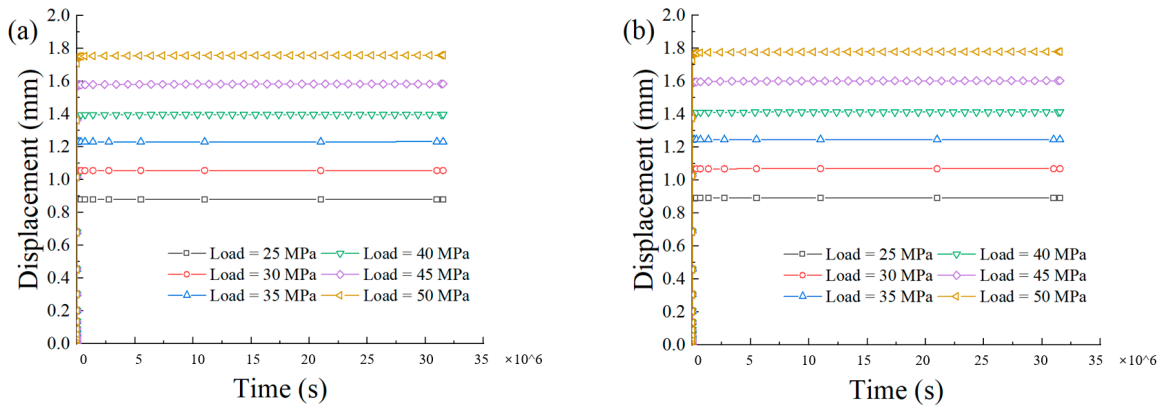 (a)
Displacement (mm)
2.0
1.8
1.6
1.4
1.2
1.0
0.8
0.6
0.4
0.2
0.0
Load = 25 MPa
Load = 40 MPa
Load = 30 MPa
Load = 45 MPa
Load = 35 MPa
Load = 50 MPa
0 5 10 15 20 25 30 35 ×10^6
Time (s)
(b)
Displacement (mm)
2.0
1.8
1.6
1.4
1.2
1.0
0.8
0.6
0.4
0.2
0.0
Load = 25 MPa
Load = 40 MPa
Load = 30 MPa
Load = 45 MPa
Load = 35 MPa
Load = 50 MPa
0 5 10 15 20 25 30 35 ×10^6
Time (s)